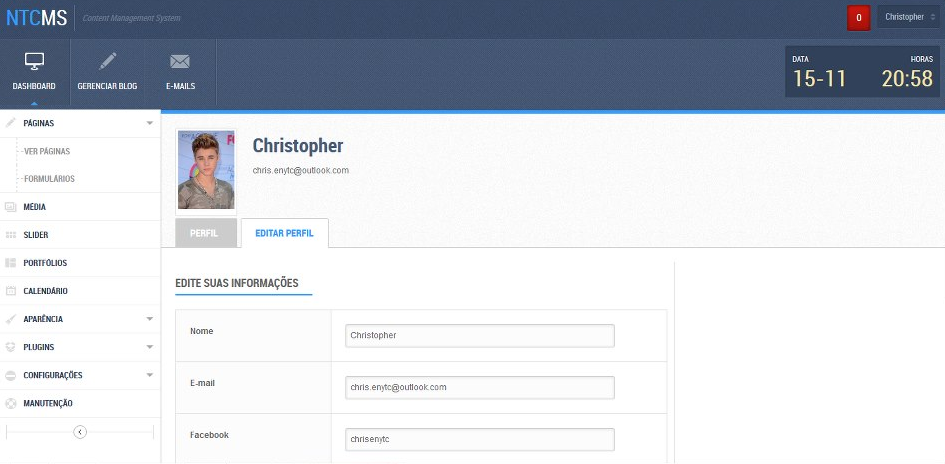 NTCMS Content Management System
0
Christopher
DASHBOARD
GERENCIAR BLOG
E-MAILS
DATA HORAS
15-11 20:58
PÁGINAS
VER PÁGINAS
FORMULÁRIOS
MEDIA
SLIDER
PORTFÓLIOS
CALENDÁRIO
APARÊNCIA
PLUGINS
CONFIGURAÇÕES
MANUTENÇÃO
Christopher
chris.enytc@outlook.com
PERFIL
EDITAR PERFIL
EDITE SUAS INFORMAÇÕES
Nome Christopher
E-mail chris.enytc@outlook.com
Facebook chrisenytc